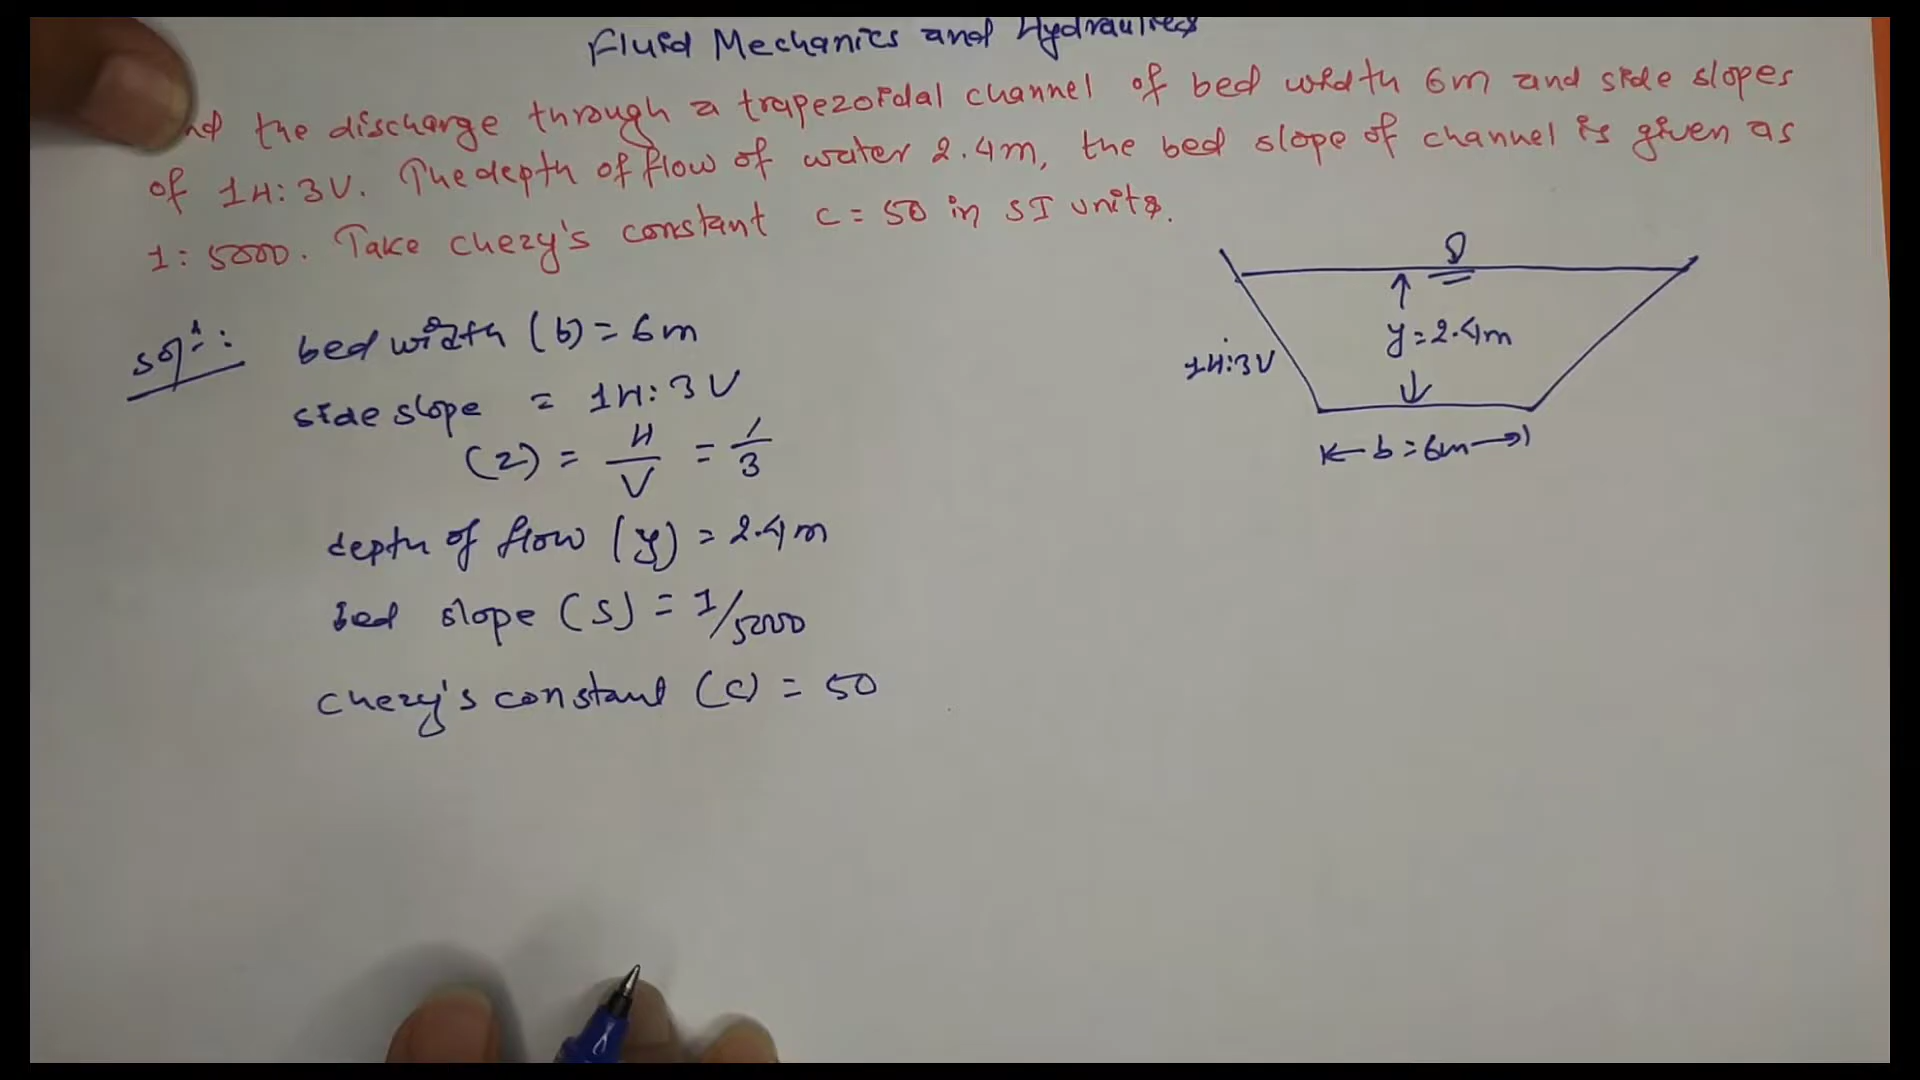 Fluid Mechanics and Hydraulics
the discharge through a trapezoidal channel of bed width 6m and side slopes
of 1H:3V. The depth of flow of water 2.4m, the bed slope of channel is given as
1:5000. Take chezy's constant c=50 in SI units.
bed width (b) = 6m
side slope = 1H:3V
(z) = H/V = 1/3
depth of flow (y) = 2.4m
bed slope (S) = 1/5000
chezy's constant (c) = 50
y=2.4m
1H:3V
b=6m